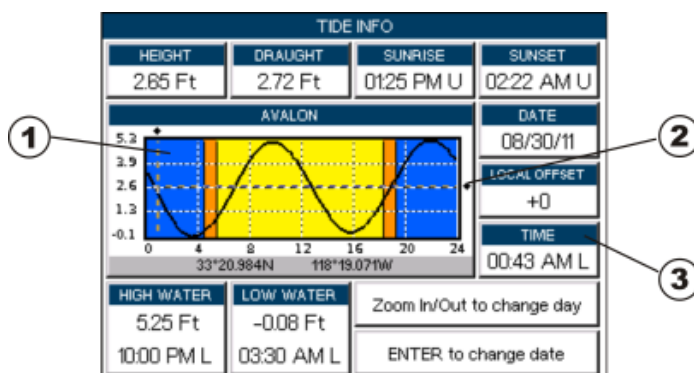 TIDE INFO
HEIGHT DRAUGHT SUNRISE SUNSET
2.65 Ft 2.72 Ft 01:25 PM U 02:22 AM U
AVALON DATE
08/30/11
LOCAL OFFSET
+0
TIME
00:43 AM L
1
2
3
5.2
3.9
2.6
1.3
-0.1
0 4 8 12 16 20 24
33°20.984N 118°19.071W
HIGH WATER LOW WATER
5.25 Ft -0.08 Ft
10:00 PM L 03:30 AM L
Zoom In/Out to change day
ENTER to change date